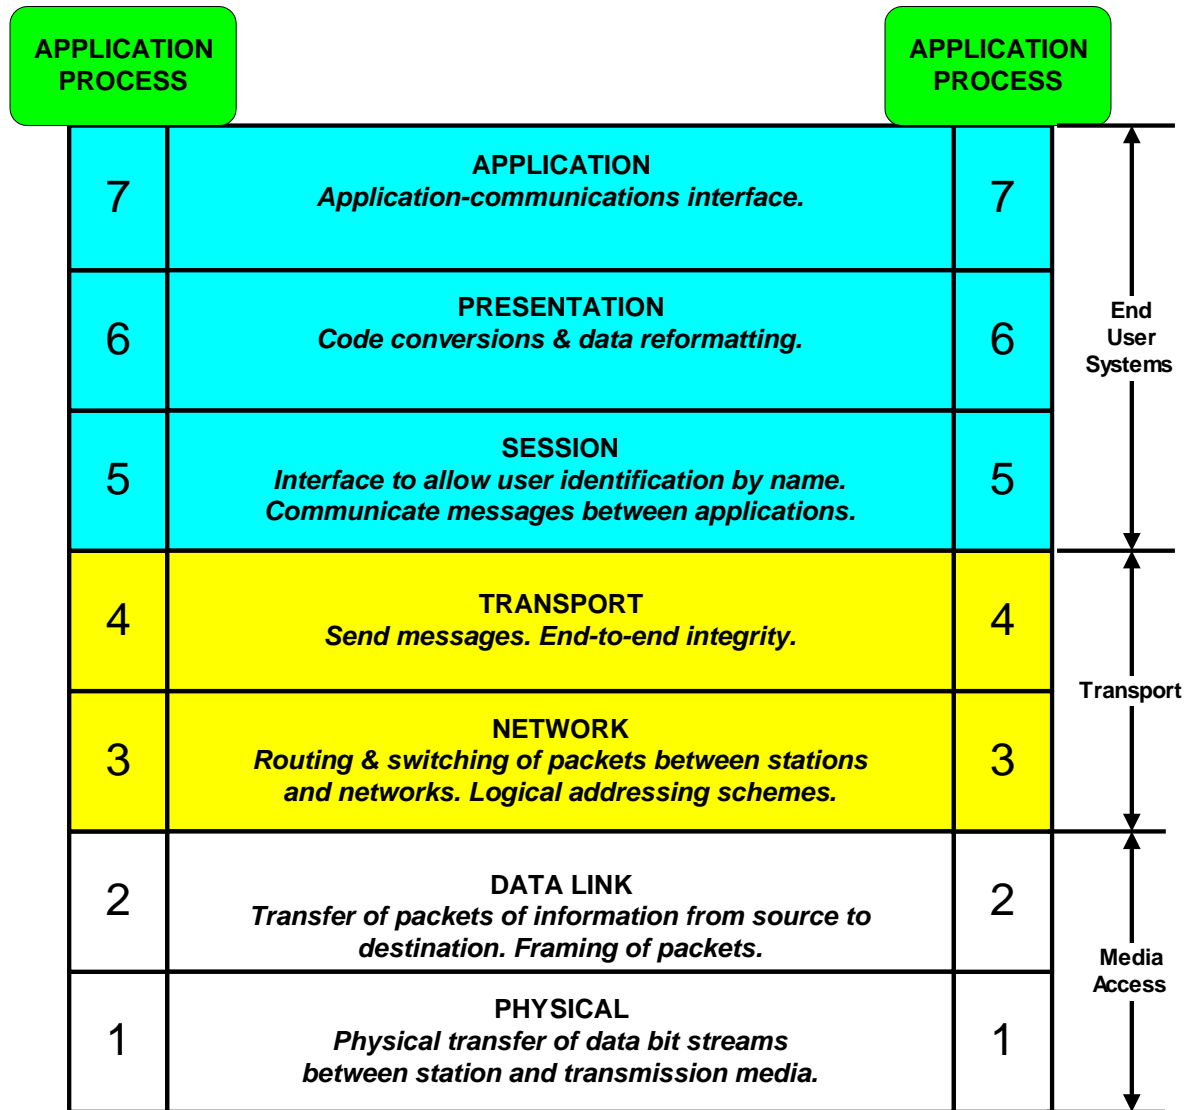 APPLICATION
PROCESS
APPLICATION
PROCESS
7
APPLICATION
Application-communications interface.
7
6
PRESENTATION
Code conversions & data reformatting.
6
End
User
Systems
5
SESSION
Interface to allow user identification by name.
Communicate messages between applications.
5
4
TRANSPORT
Send messages. End-to-end integrity.
4
Transport
3
NETWORK
Routing & switching of packets between stations
and networks. Logical addressing schemes.
3
2
DATA LINK
Transfer of packets of information from source to
destination. Framing of packets.
2
Media
Access
1
PHYSICAL
Physical transfer of data bit streams
between station and transmission media.
1